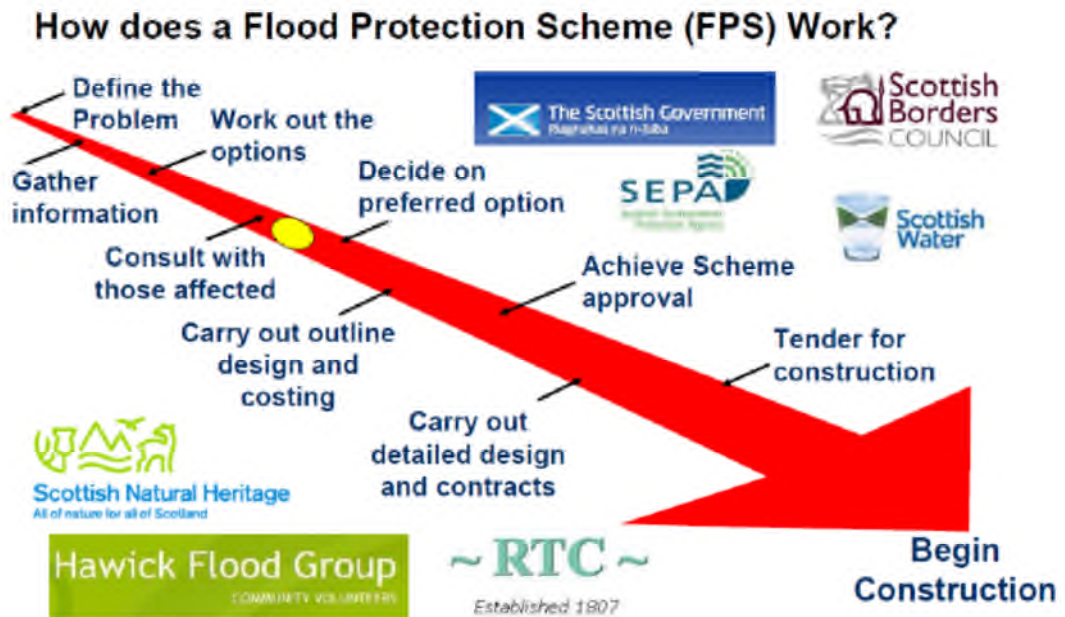 How does a Flood Protection Scheme (FPS) Work?
Define the
Problem
Gather
information
Work out the
options
Consult with
those affected
Decide on
preferred option
Carry out outline
design and
costing
Achieve Scheme
approval
Carry out
detailed design
and contracts
Tender for
construction
Begin
Construction
The Scottish Government
Scottish
Borders
COUNCIL
SEPA
Scottish
Water
Scottish Natural Heritage
All of nature for all of Scotland
Hawick Flood Group
COMMUNITY VOLUNTEERS
~ RTC ~
Established 1807